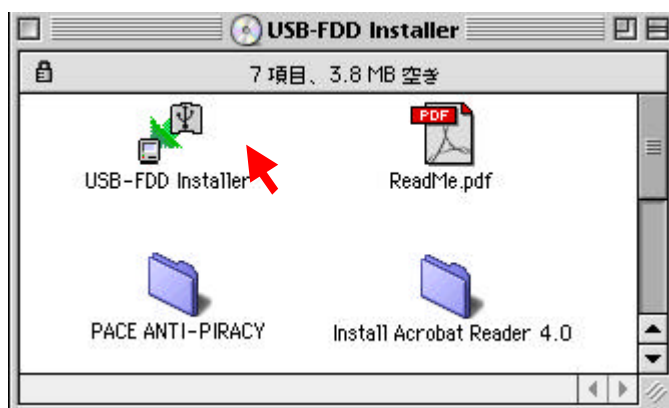 USB-FDD Installer
7 項目、3.8 MB 空き
PDF
USB-FDD Installer
ReadMe.pdf
PACE ANTI-PIRACY
Install Acrobat Reader 4.0